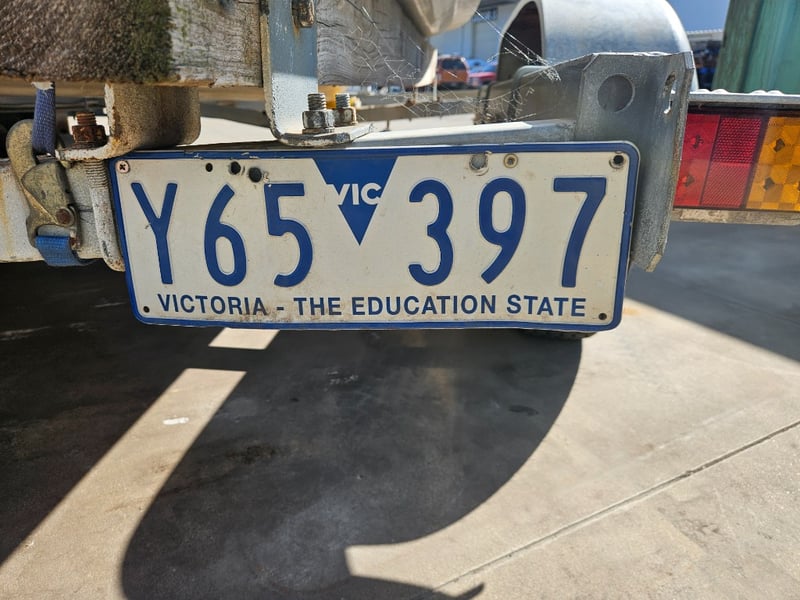 Y65 VIC 397
VICTORIA - THE EDUCATION STATE